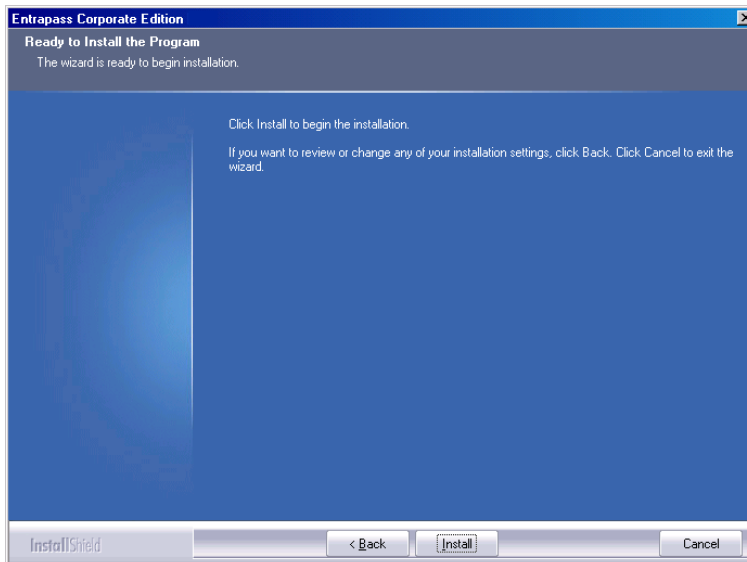 Entrapass Corporate Edition
Ready to Install the Program
The wizard is ready to begin installation.
Click Install to begin the installation.
If you want to review or change any of your installation settings, click Back. Click Cancel to exit the
wizard.
InstallShield
< Back
Install
Cancel